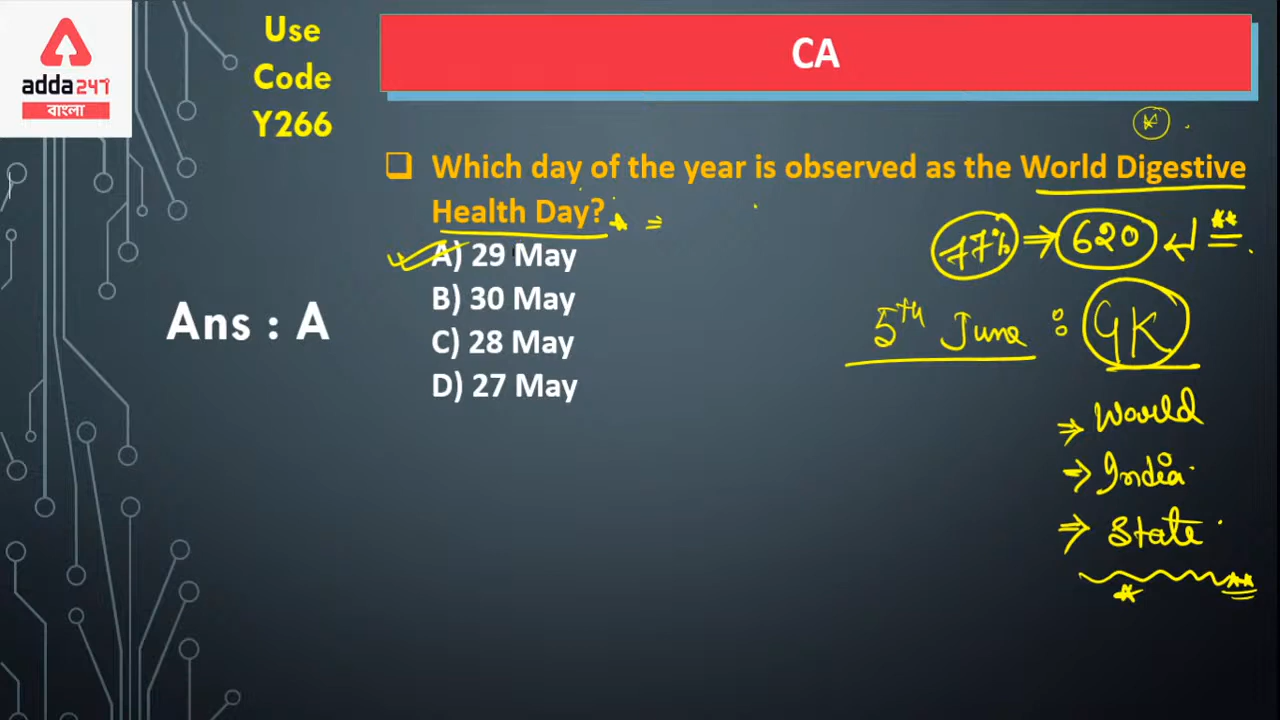 adda247
বাংলা
Use
Code
Y266
CA
Which day of the year is observed as the World Digestive
Health Day?
A) 29 May
B) 30 May
C) 28 May
D) 27 May
Ans : A
77% ⇒ 620
5th June : GK
⇒ World
⇒ India
⇒ State